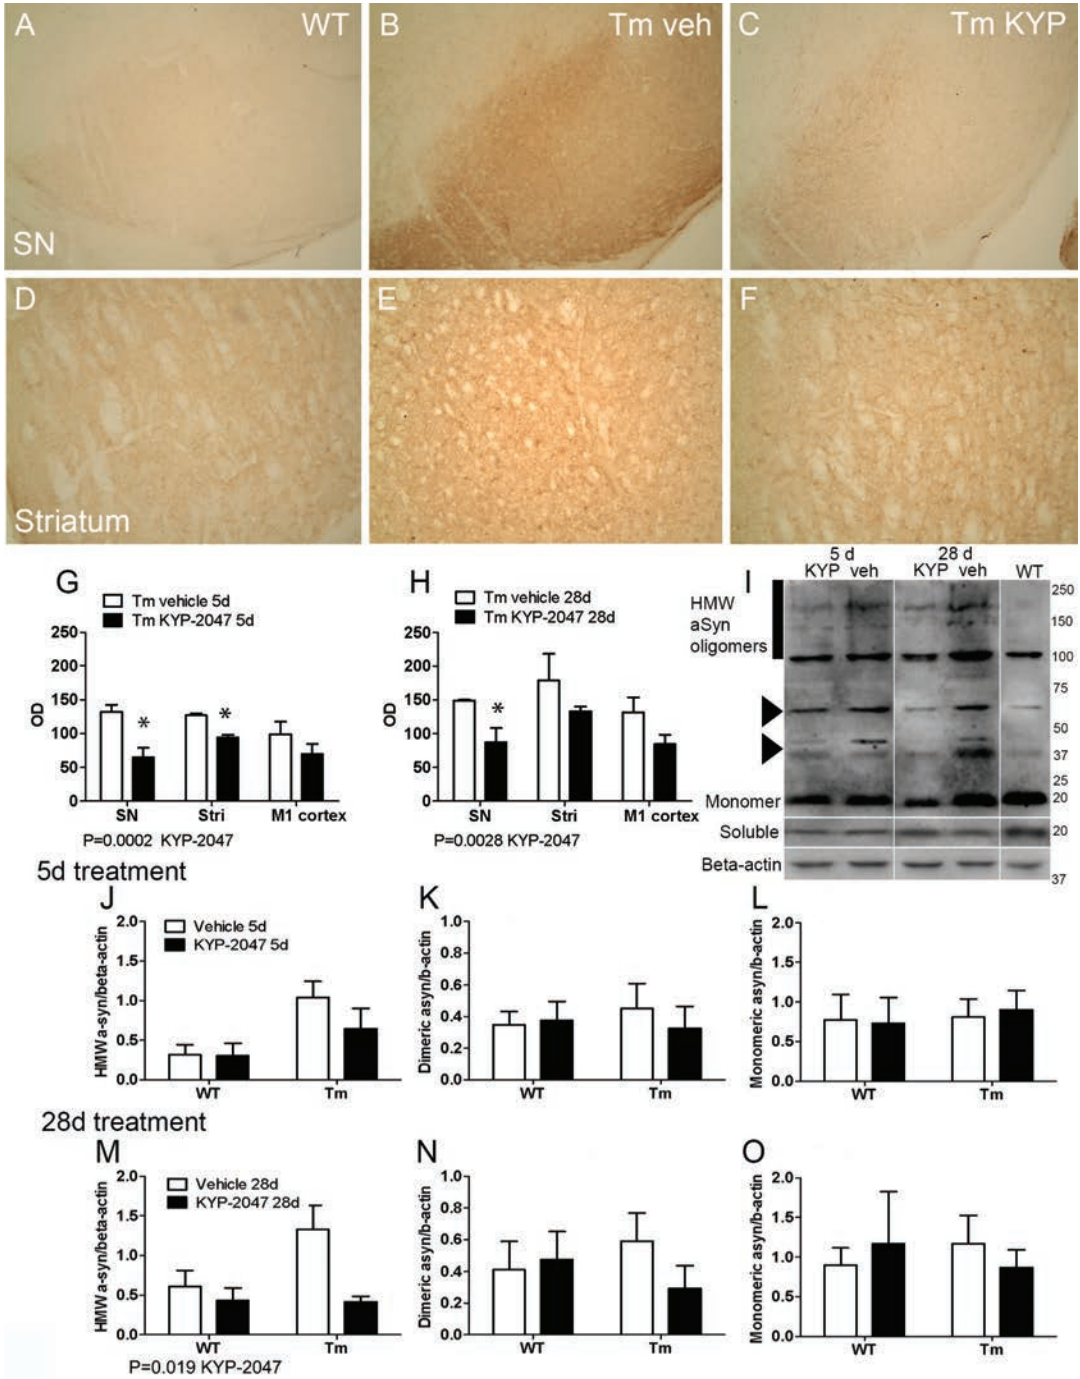 A WT
B Tm veh
C Tm KYP
SN
D
E
F
Striatum
G
Tm vehicle 5d
Tm KYP-2047 5d
OD
250
200
150
100
50
0
*
*
SN Stri M1 cortex
P=0.0002 KYP-2047
H
Tm vehicle 28d
Tm KYP-2047 28d
OD
250
200
150
100
50
0
*
SN Stri M1 cortex
P=0.0028 KYP-2047
I
5 d 28 d
KYP veh KYP veh WT
HMW
aSyn
oligomers
Monomer
Soluble
Beta-actin
250
150
100
75
50
37
25
20
20
37
5d treatment
J
Vehicle 5d
KYP-2047 5d
HMW a-syn/beta-actin
2.0
1.5
1.0
0.5
0.0
WT Tm
K
Dimeric asyn/b-actin
1.0
0.8
0.6
0.4
0.2
0.0
WT Tm
L
Monomeric asyn/b-actin
2.0
1.5
1.0
0.5
0.0
WT Tm
28d treatment
M
Vehicle 28d
KYP-2047 28d
HMW a-syn/beta-actin
2.0
1.5
1.0
0.5
0.0
WT Tm
P=0.019 KYP-2047
N
Dimeric asyn/b-actin
1.0
0.8
0.6
0.4
0.2
0.0
WT Tm
O
Monomeric asyn/b-actin
2.0
1.5
1.0
0.5
0.0
WT Tm